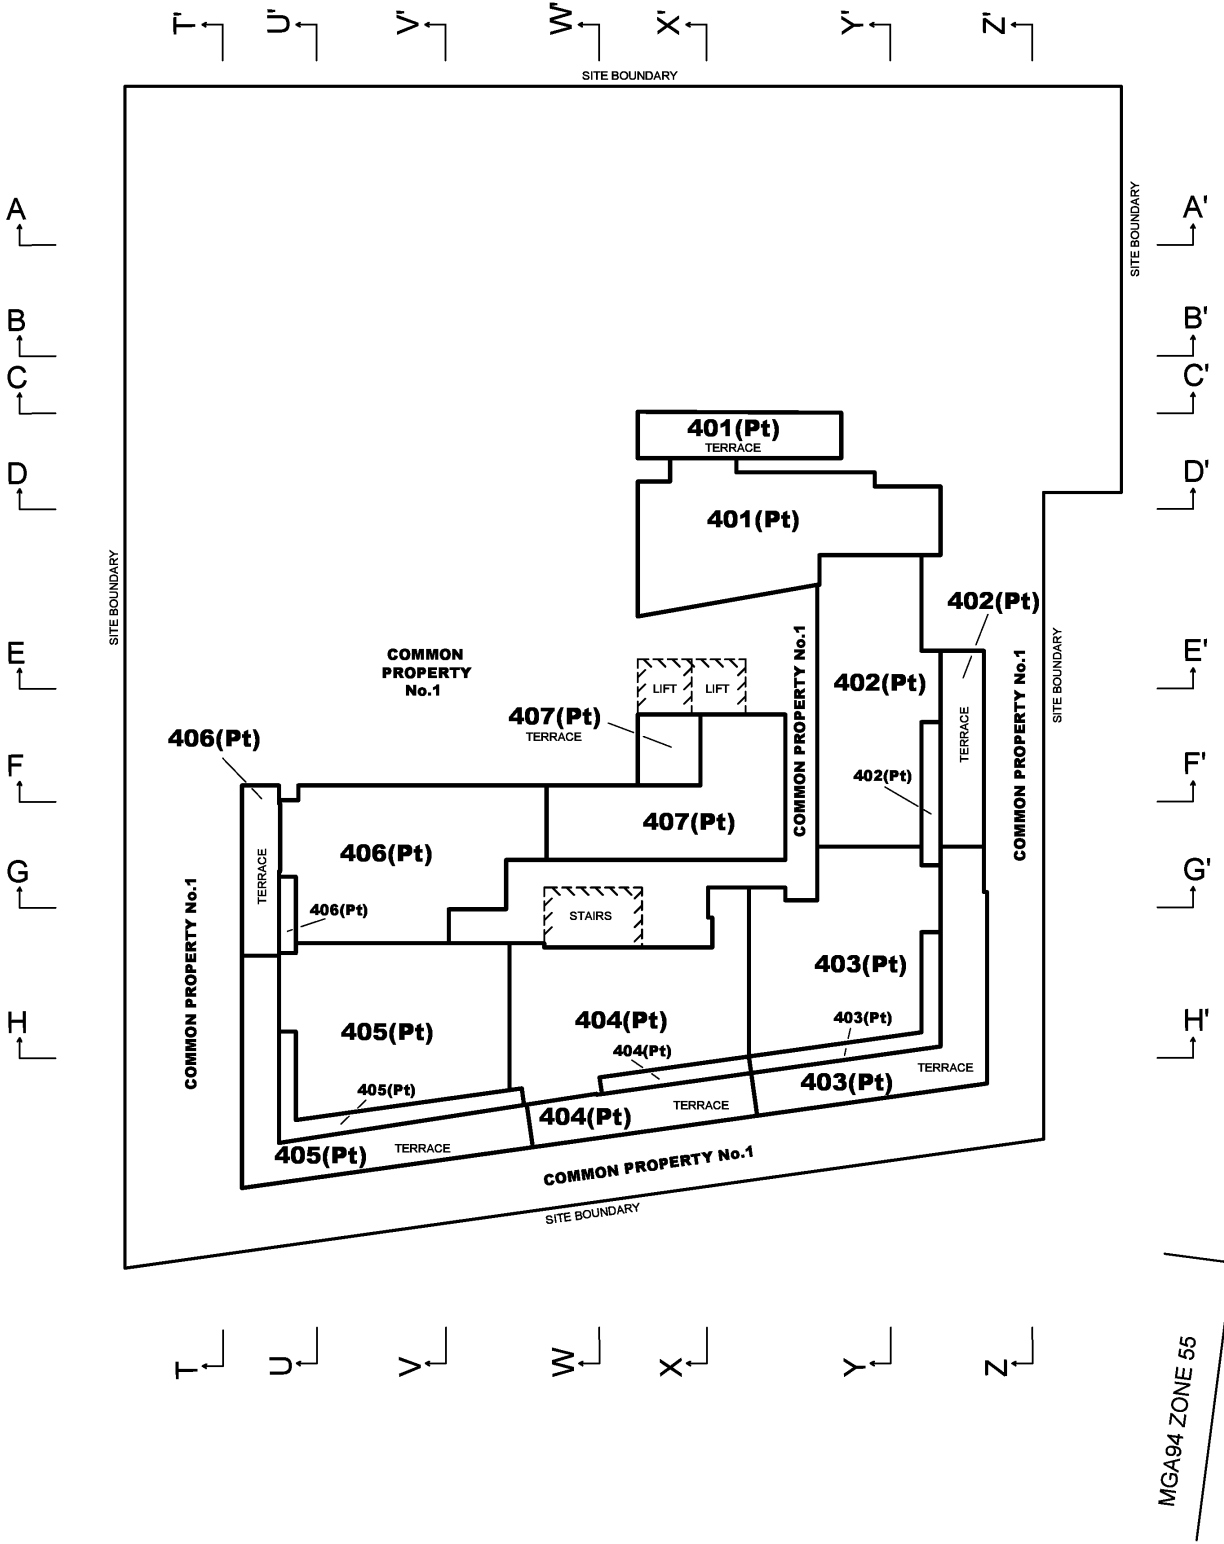 T' U' V' W' X' Y' Z'
SITE BOUNDARY
A
A'
SITE BOUNDARY
B
B'
C
C'
401(Pt)
TERRACE
D
D'
401(Pt)
SITE BOUNDARY
402(Pt)
COMMON
PROPERTY
No.1
COMMON PROPERTY No.1
COMMON PROPERTY No.1
SITE BOUNDARY
E
E'
LIFT
LIFT
402(Pt)
407(Pt)
TERRACE
TERRACE
406(Pt)
F
F'
402(Pt)
407(Pt)
406(Pt)
TERRACE
G
G'
406(Pt)
STAIRS
COMMON PROPERTY No.1
403(Pt)
H
H'
405(Pt)
404(Pt)
403(Pt)
404(Pt)
TERRACE
403(Pt)
405(Pt)
TERRACE
404(Pt)
TERRACE
405(Pt)
COMMON PROPERTY No.1
SITE BOUNDARY
T U V W X Y Z
MGA94 ZONE 55